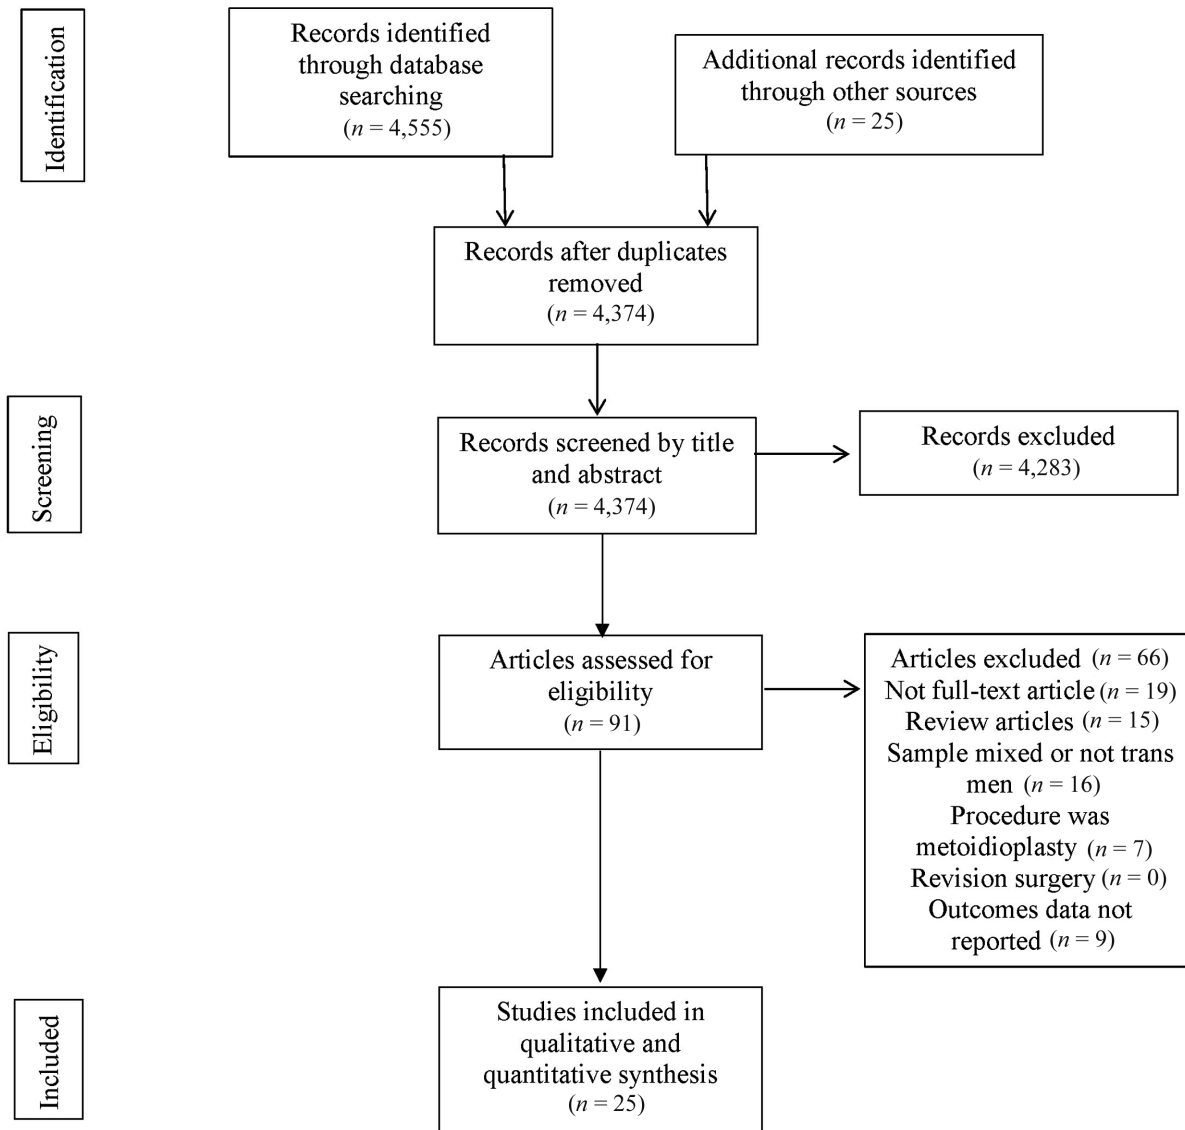 Identification
Records identified
through database
searching
(n = 4,555)
Additional records identified
through other sources
(n = 25)
Records after duplicates
removed
(n = 4,374)
Screening
Records screened by title
and abstract
(n = 4,374)
Records excluded
(n = 4,283)
Eligibility
Articles assessed for
eligibility
(n = 91)
Articles excluded (n = 66)
Not full-text article (n = 19)
Review articles (n = 15)
Sample mixed or not trans
men (n = 16)
Procedure was
metoidioplasty (n = 7)
Revision surgery (n = 0)
Outcomes data not
reported (n = 9)
Included
Studies included in
qualitative and
quantitative synthesis
(n = 25)